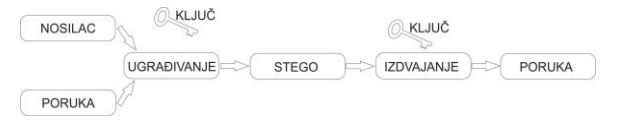 KLJUČ
KLJUČ
NOSILAC
UGRAĐIVANJE
STEGO
IZDVAJANJE
PORUKA
PORUKA